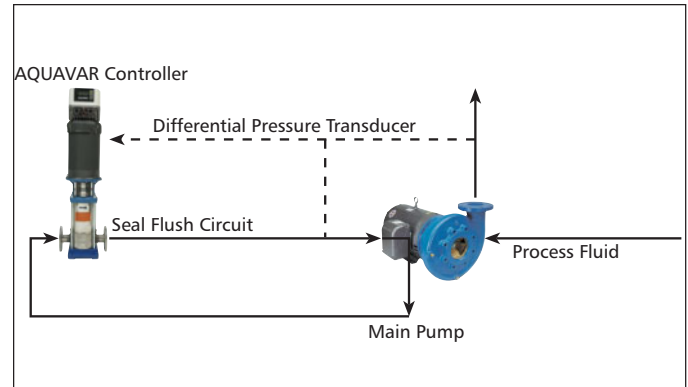 AQUAVAR Controller
Differential Pressure Transducer
Seal Flush Circuit
Process Fluid
Main Pump